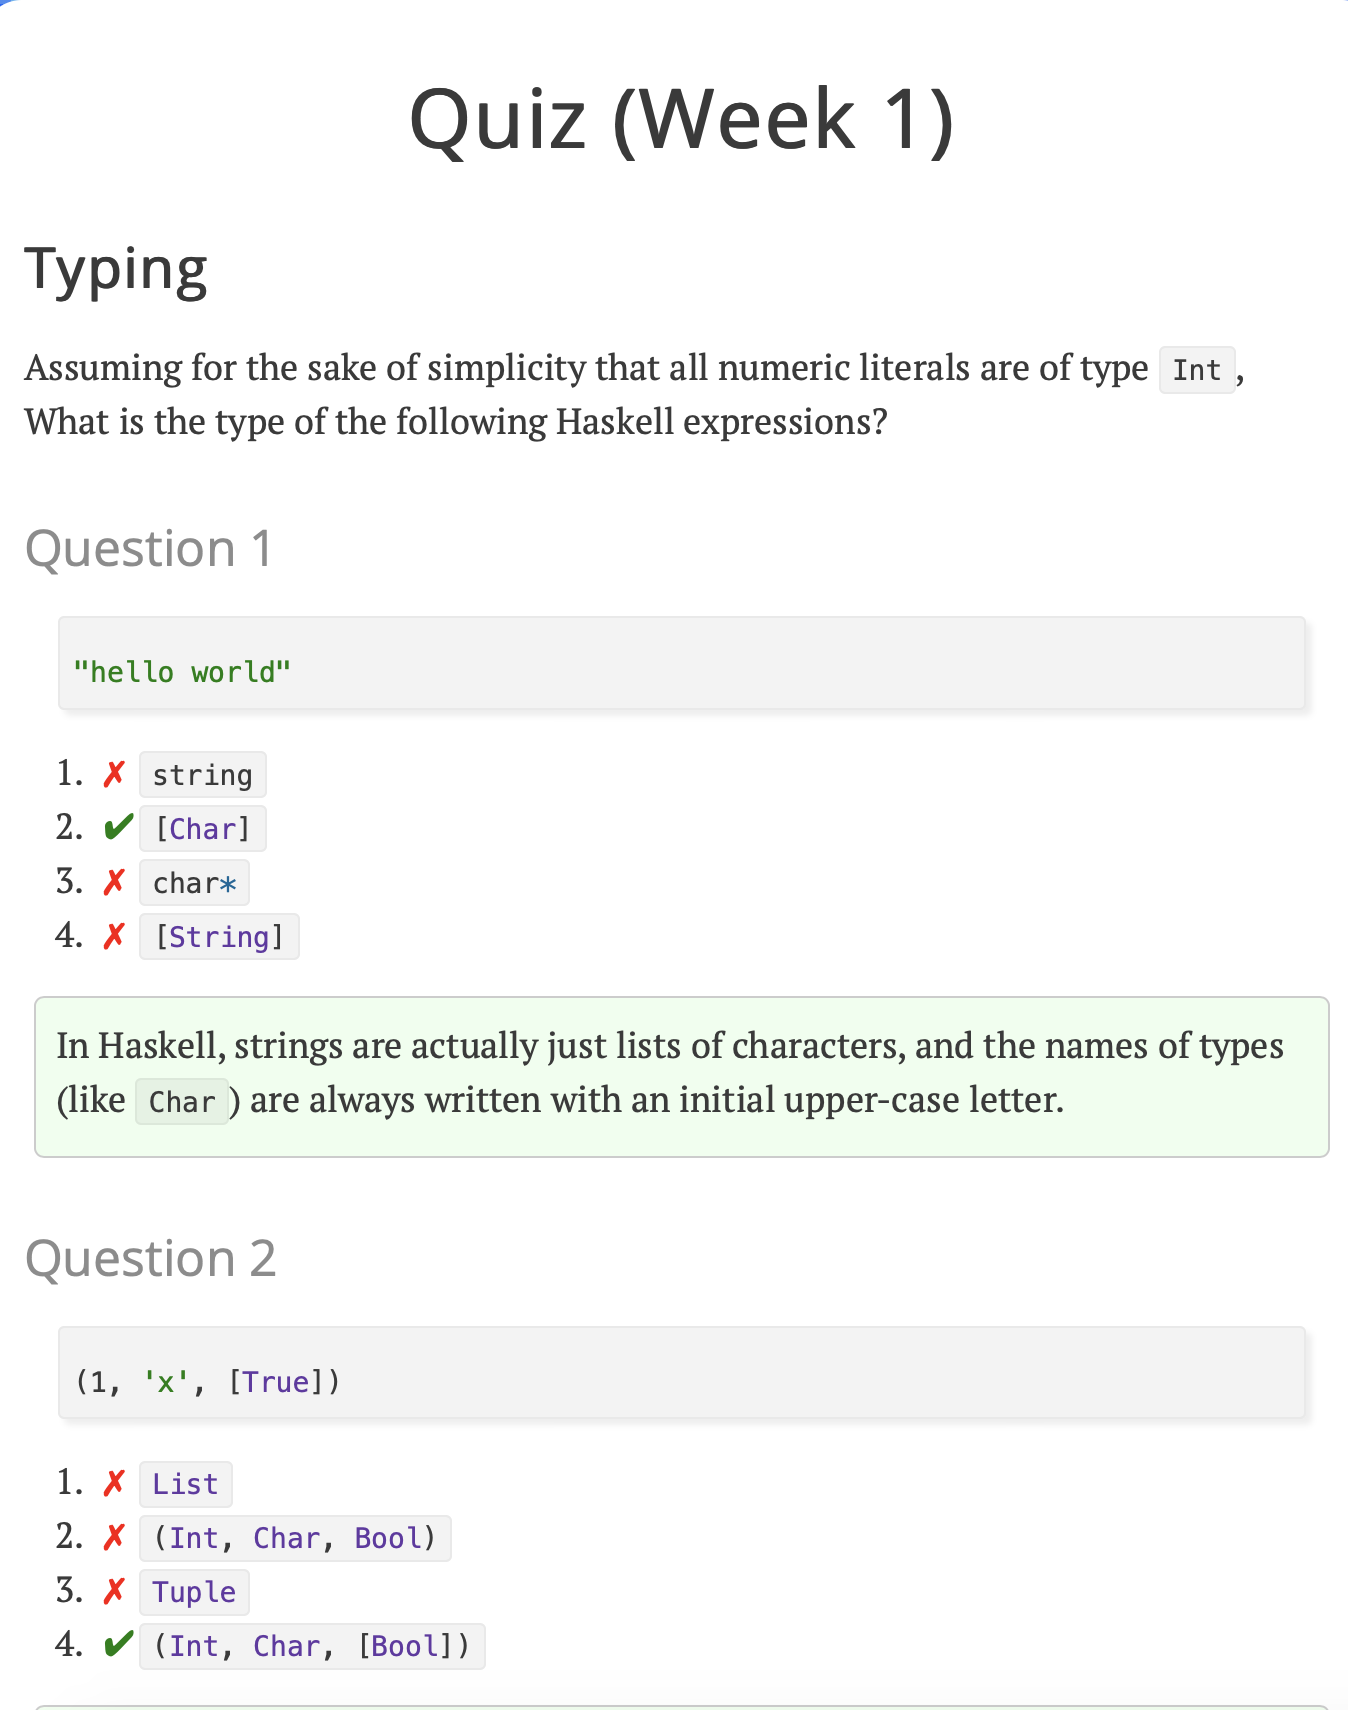 Quiz (Week 1)
Typing
Assuming for the sake of simplicity that all numeric literals are of type Int,
What is the type of the following Haskell expressions?
Question 1
"hello world"
1. ✗ string
2. ✔ [Char]
3. ✗ char*
4. ✗ [String]
In Haskell, strings are actually just lists of characters, and the names of types
(like Char) are always written with an initial upper-case letter.
Question 2
(1, 'x', [True])
1. ✗ List
2. ✗ (Int, Char, Bool)
3. ✗ Tuple
4. ✔ (Int, Char, [Bool])